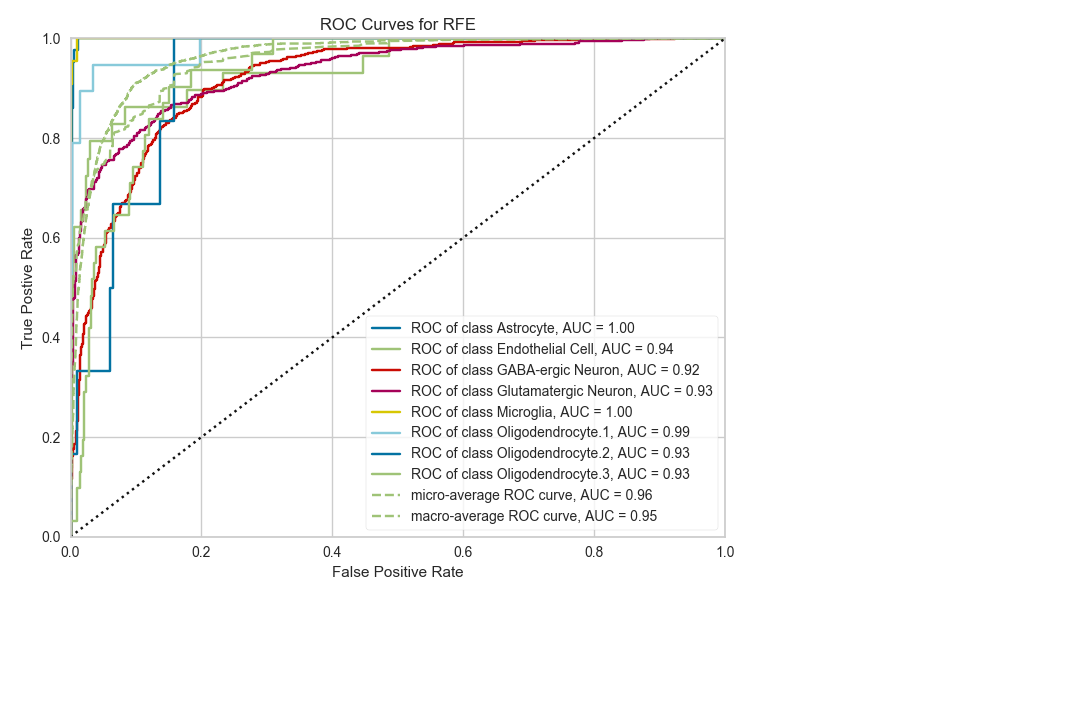 ROC Curves for RFE
True Postive Rate
1.0
0.8
0.6
0.4
0.2
0.0
ROC of class Astrocyte, AUC = 1.00
ROC of class Endothelial Cell, AUC = 0.94
ROC of class GABA-ergic Neuron, AUC = 0.92
ROC of class Glutamatergic Neuron, AUC = 0.93
ROC of class Microglia, AUC = 1.00
ROC of class Oligodendrocyte.1, AUC = 0.99
ROC of class Oligodendrocyte.2, AUC = 0.93
ROC of class Oligodendrocyte.3, AUC = 0.93
micro-average ROC curve, AUC = 0.96
macro-average ROC curve, AUC = 0.95
0.0 0.2 0.4 0.6 0.8 1.0
False Positive Rate